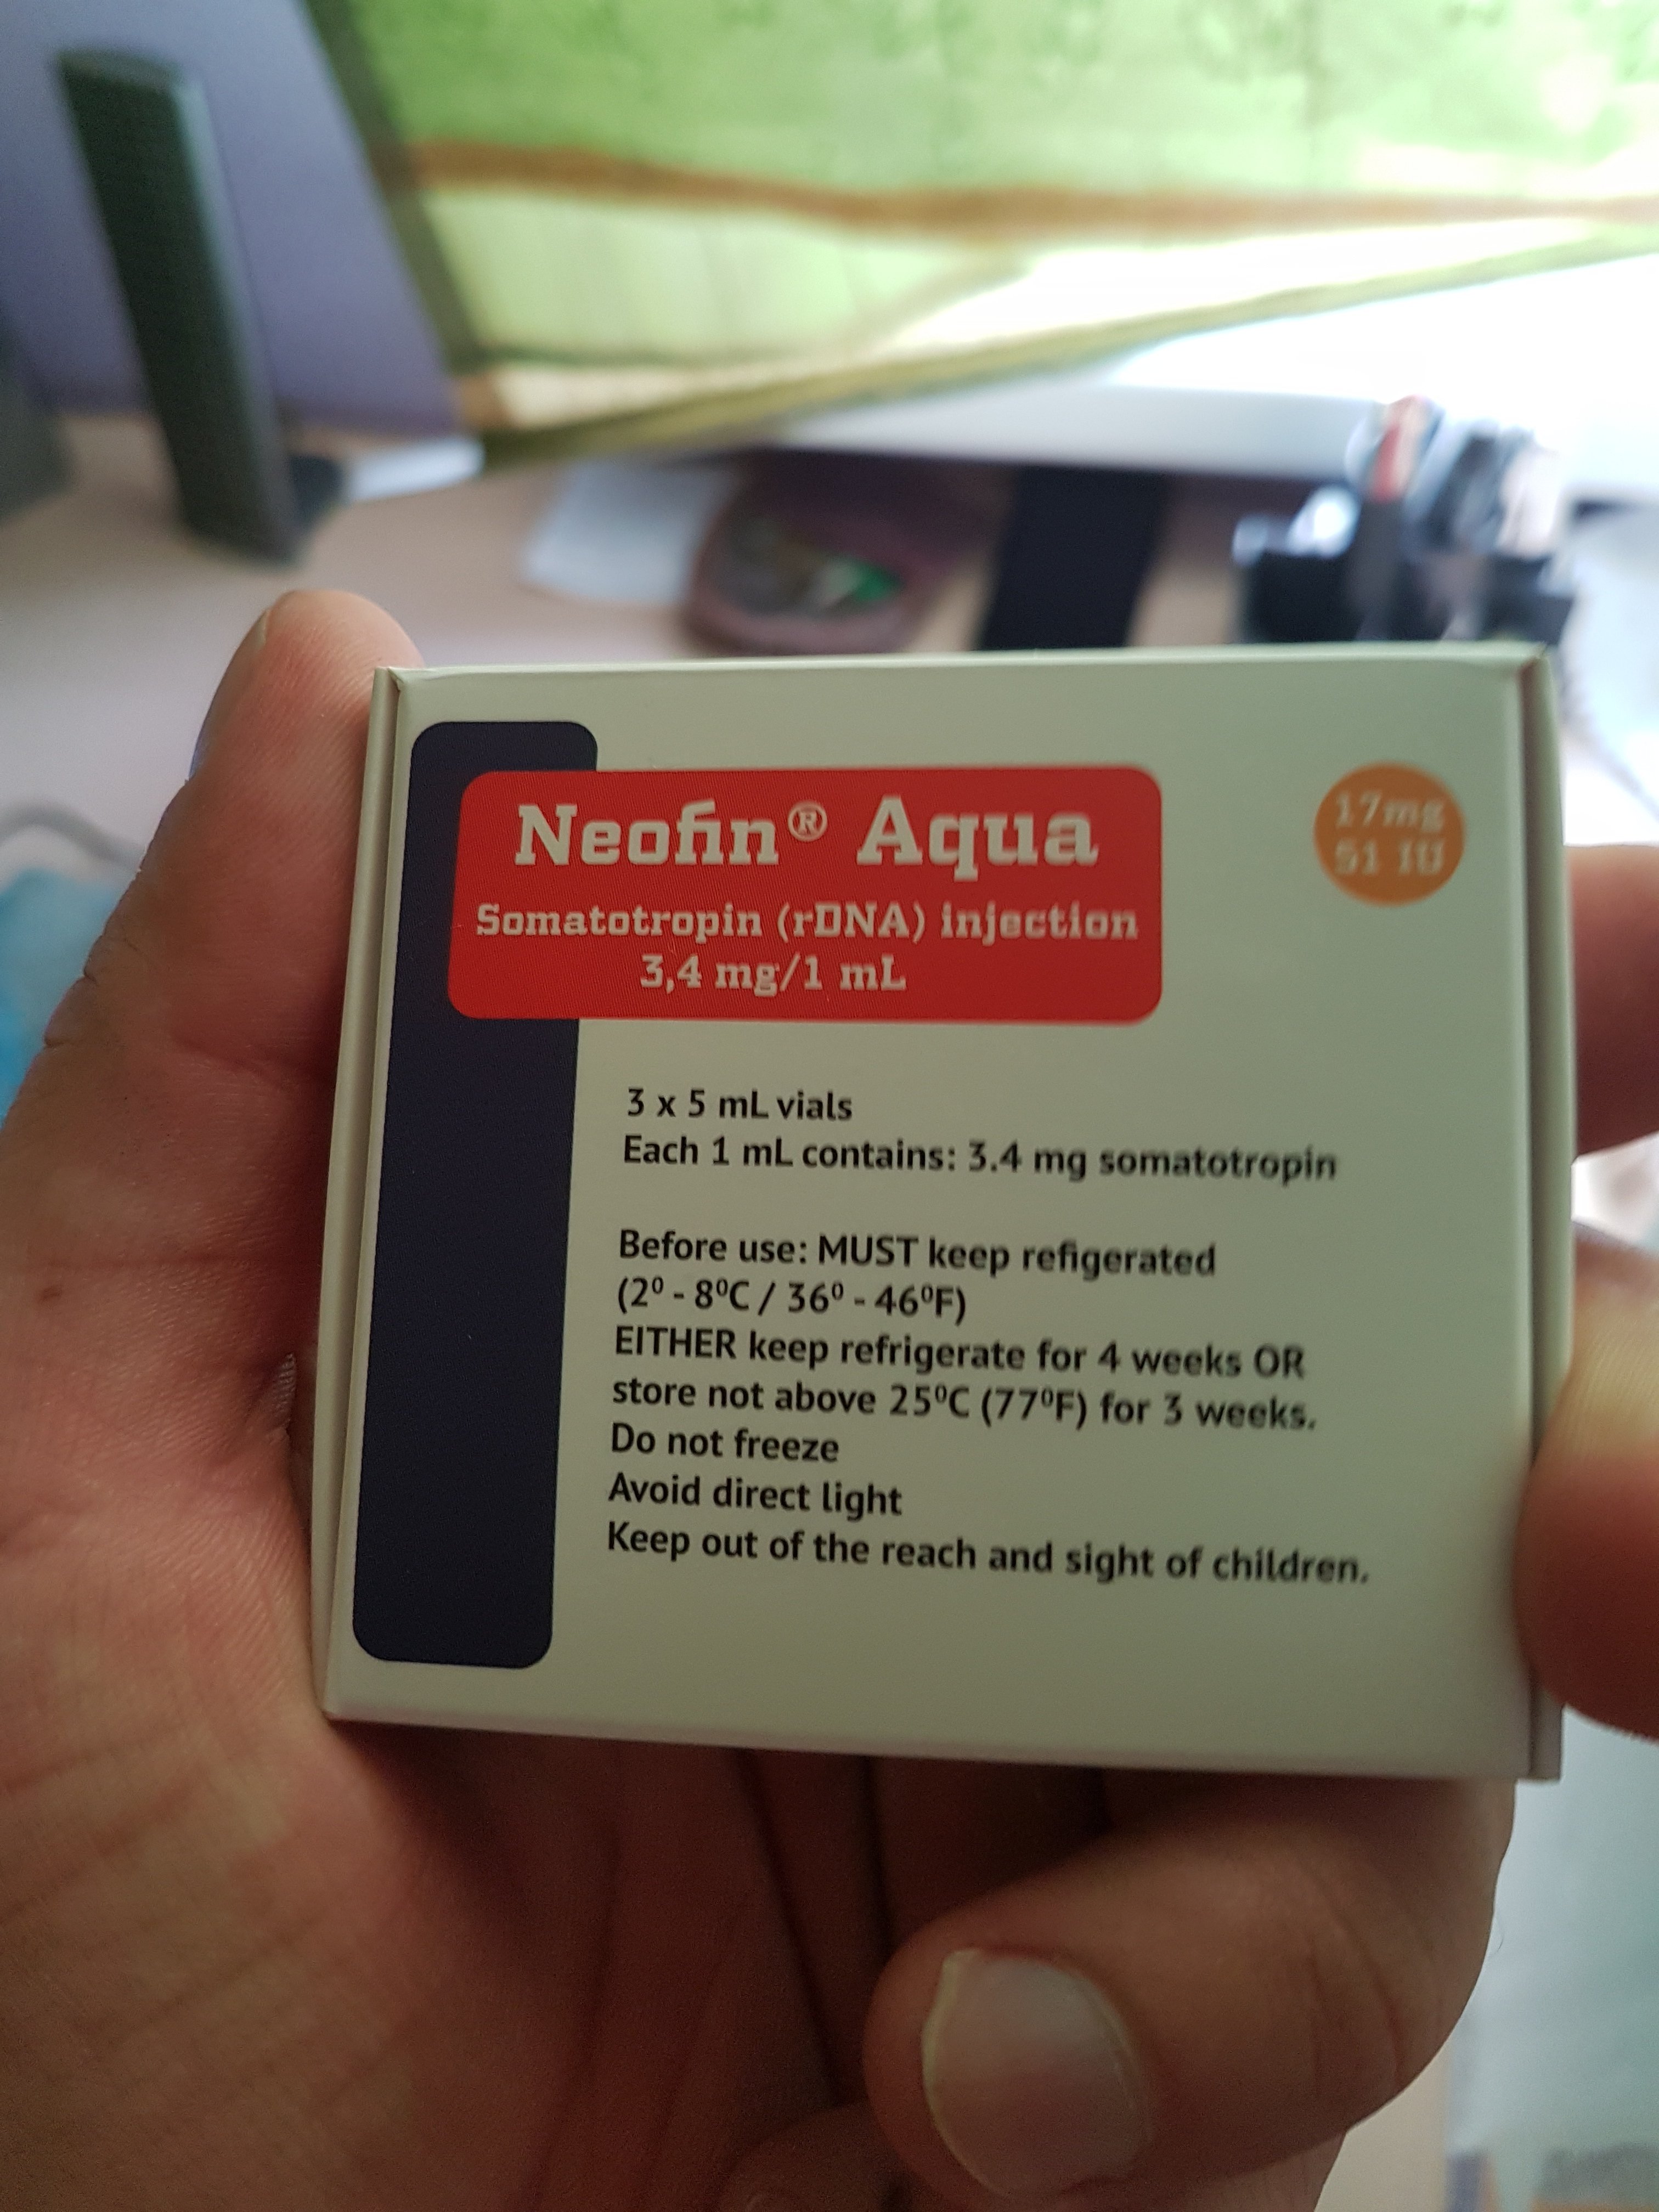 Neofin® Aqua
Somatotropin (rDNA) injection
3,4 mg/1 mL
17mg
51 IU
3 x 5 mL vials
Each 1 mL contains: 3.4 mg somatotropin
Before use: MUST keep refigerated
(2⁰ - 8⁰C / 36⁰ - 46⁰F)
EITHER keep refrigerate for 4 weeks OR
store not above 25⁰C (77⁰F) for 3 weeks.
Do not freeze
Avoid direct light
Keep out of the reach and sight of children.